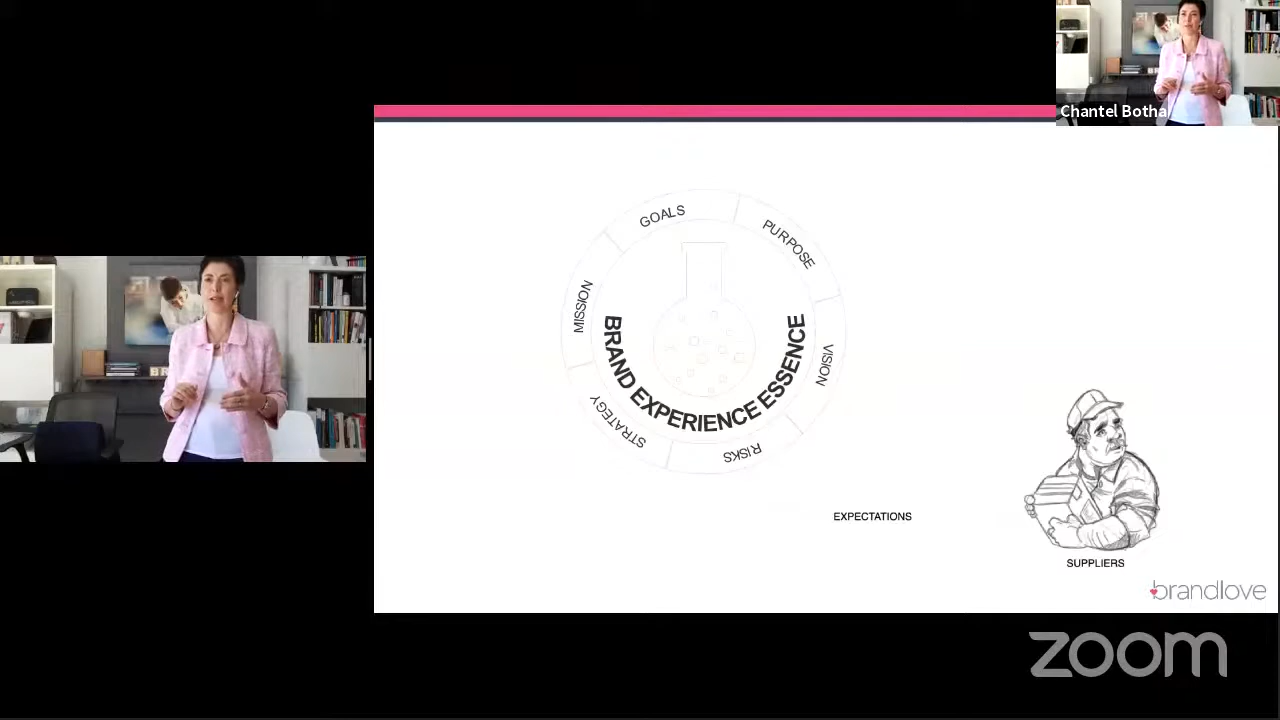 Chantel Botha
GOALS
PURPOSE
MISSION
VISION
BRAND EXPERIENCE ESSENCE
STRATEGY
RISKS
EXPECTATIONS
SUPPLIERS
brandlove
zoom